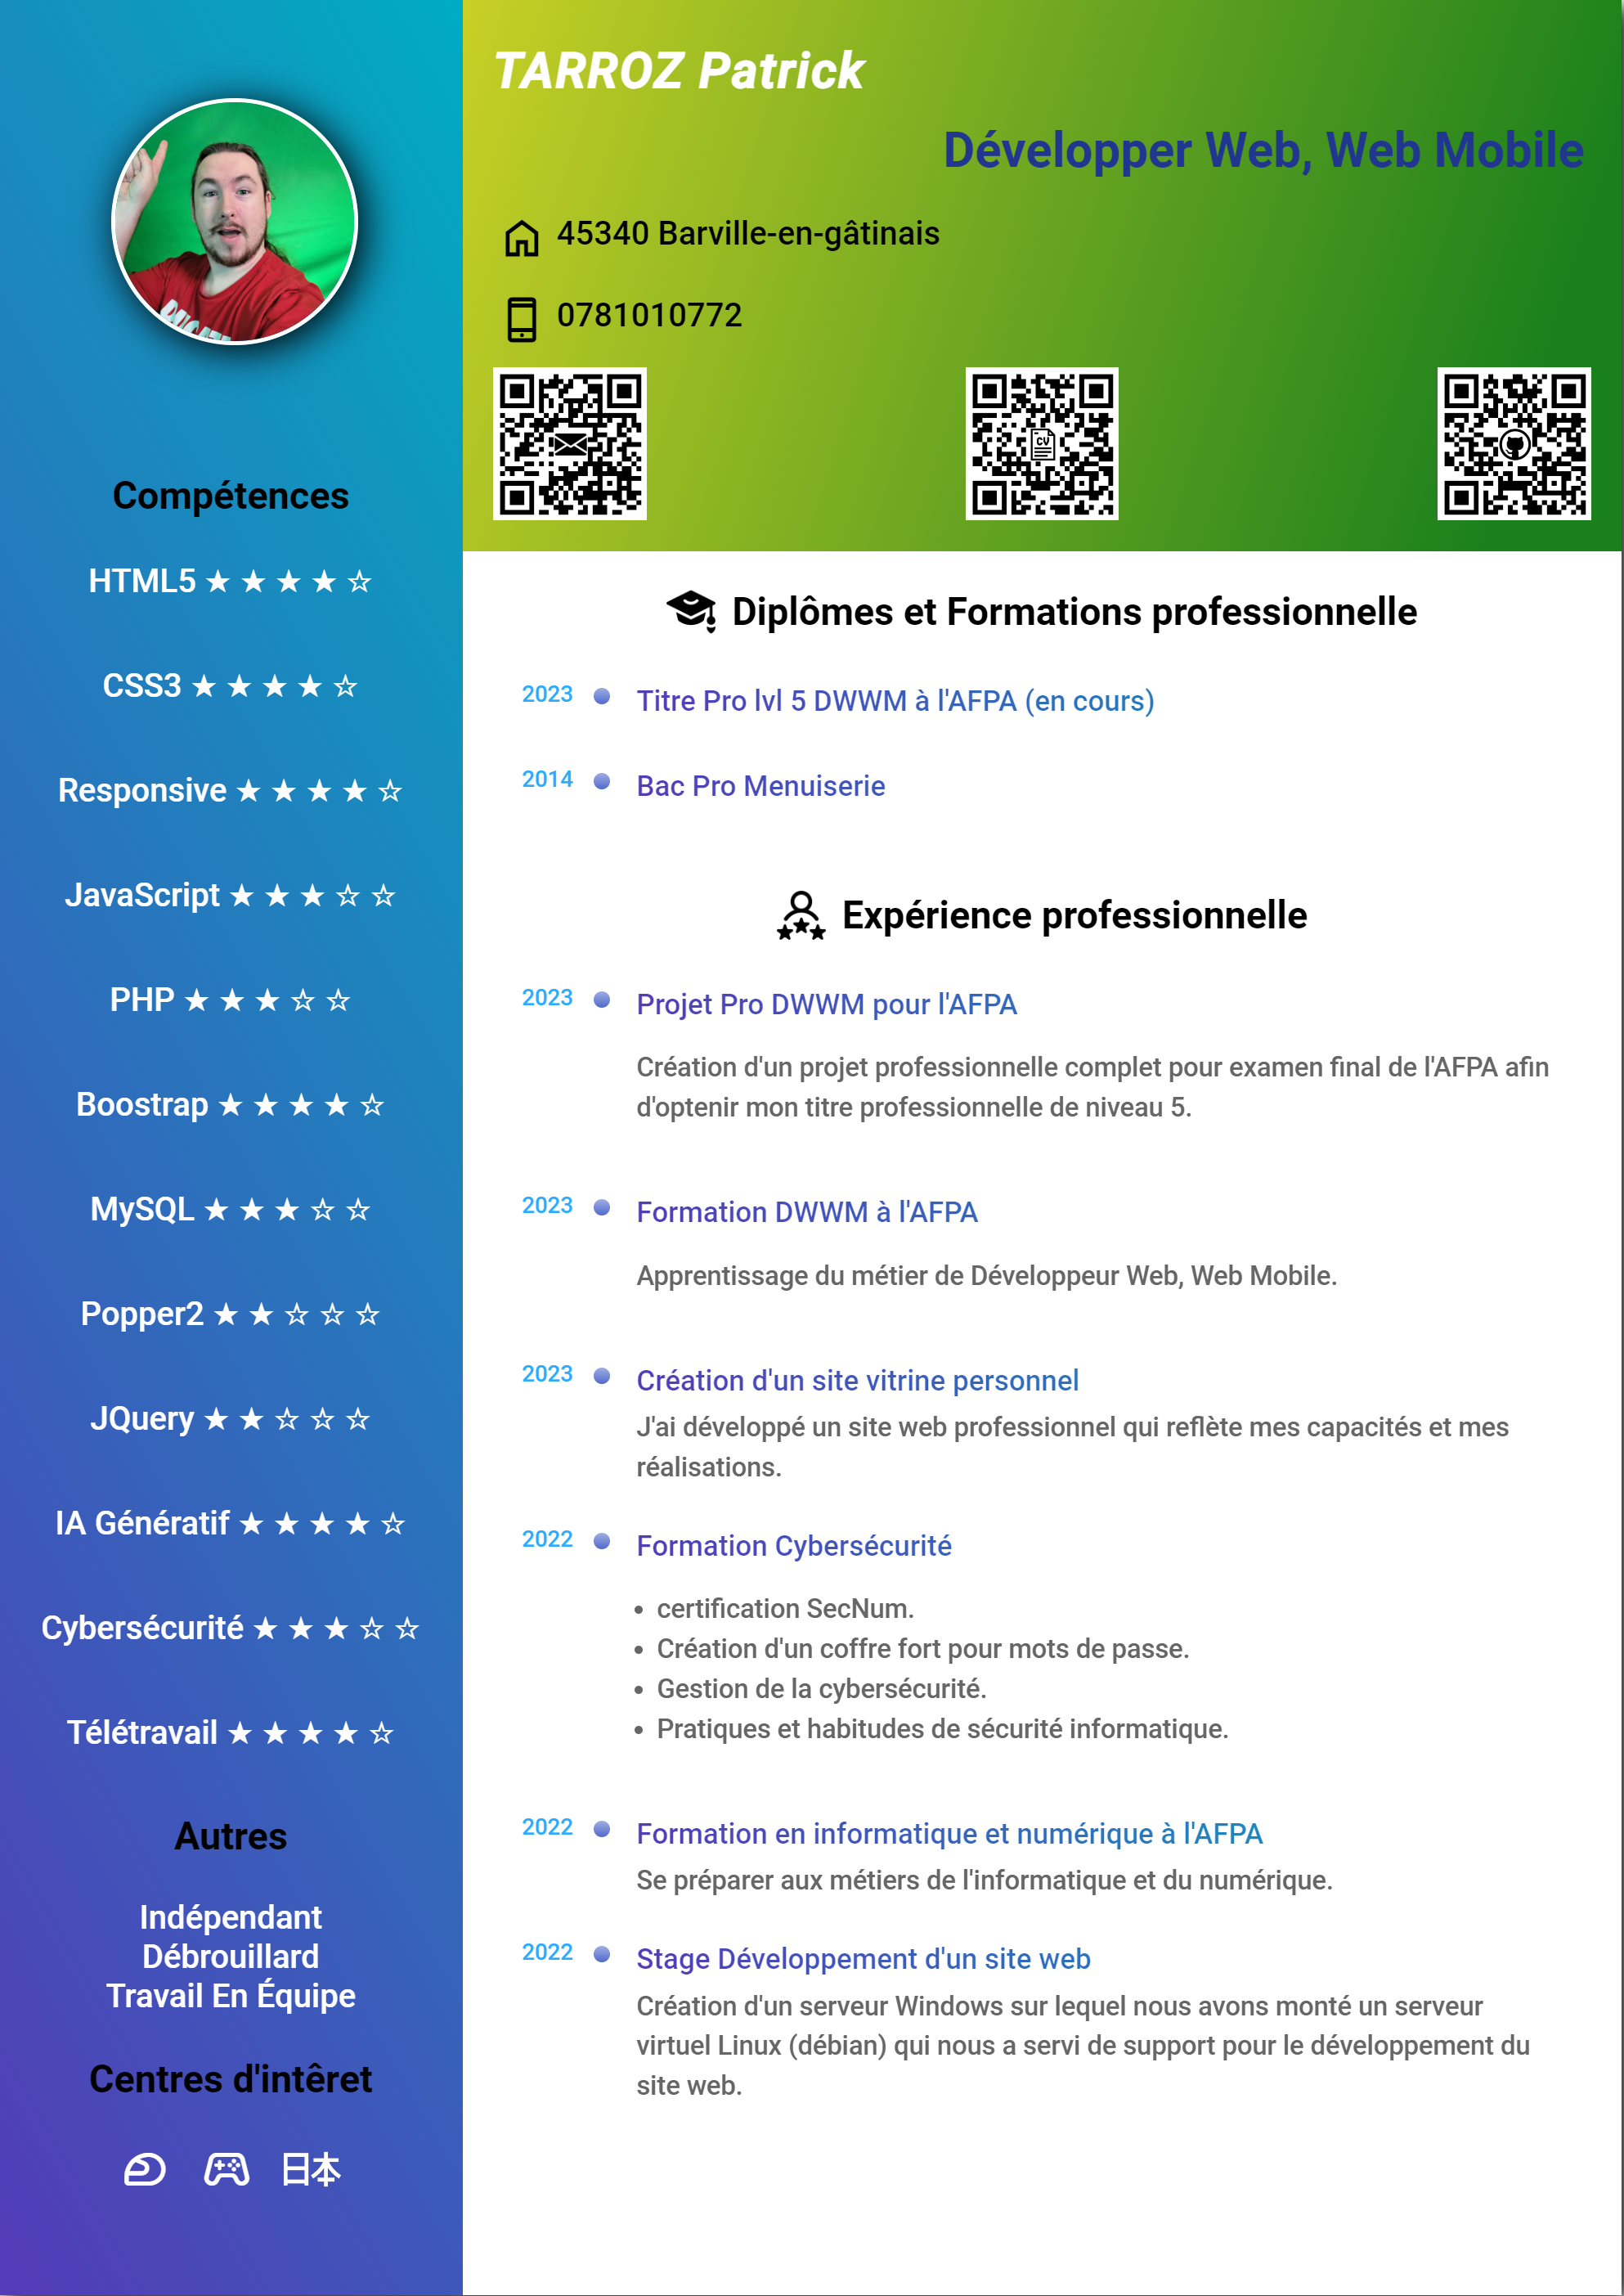 TARROZ Patrick
Développer Web, Web Mobile
45340 Barville-en-gâtinais
0781010772
CV
Compétences
HTML5 ★ ★ ★ ★ ☆
CSS3 ★ ★ ★ ★ ☆
Responsive ★ ★ ★ ★ ☆
JavaScript ★ ★ ★ ☆ ☆
PHP ★ ★ ★ ☆ ☆
Boostrap ★ ★ ★ ★ ☆
MySQL ★ ★ ★ ☆ ☆
Popper2 ★ ★ ☆ ☆ ☆
JQuery ★ ★ ☆ ☆ ☆
IA Génératif ★ ★ ★ ★ ☆
Cybersécurité ★ ★ ★ ☆ ☆
Télétravail ★ ★ ★ ★ ☆
Autres
Indépendant
Débrouillard
Travail En Équipe
Centres d'intêret
日本
Diplômes et Formations professionnelle
2023 Titre Pro lvl 5 DWWM à l'AFPA (en cours)
2014 Bac Pro Menuiserie
Expérience professionnelle
2023 Projet Pro DWWM pour l'AFPA
Création d'un projet professionnelle complet pour examen final de l'AFPA afin
d'optenir mon titre professionnelle de niveau 5.
2023 Formation DWWM à l'AFPA
Apprentissage du métier de Développeur Web, Web Mobile.
2023 Création d'un site vitrine personnel
J'ai développé un site web professionnel qui reflète mes capacités et mes
réalisations.
2022 Formation Cybersécurité
• certification SecNum.
• Création d'un coffre fort pour mots de passe.
• Gestion de la cybersécurité.
• Pratiques et habitudes de sécurité informatique.
2022 Formation en informatique et numérique à l'AFPA
Se préparer aux métiers de l'informatique et du numérique.
2022 Stage Développement d'un site web
Création d'un serveur Windows sur lequel nous avons monté un serveur
virtuel Linux (débian) qui nous a servi de support pour le développement du
site web.